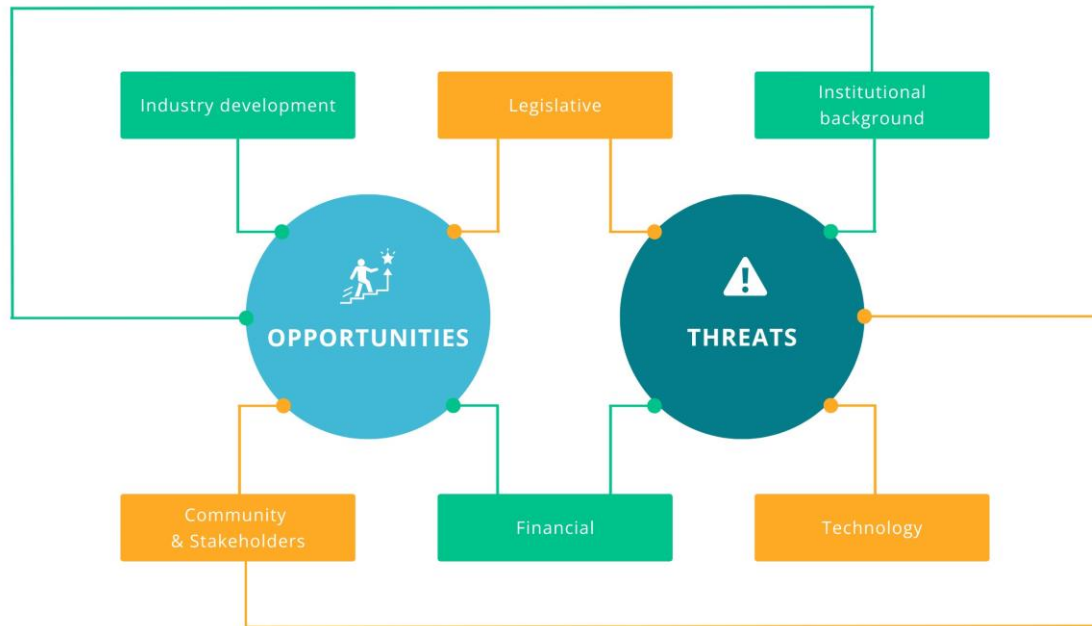 Industry development
Legislative
Institutional
background
OPPORTUNITIES
THREATS
Community
& Stakeholders
Financial
Technology